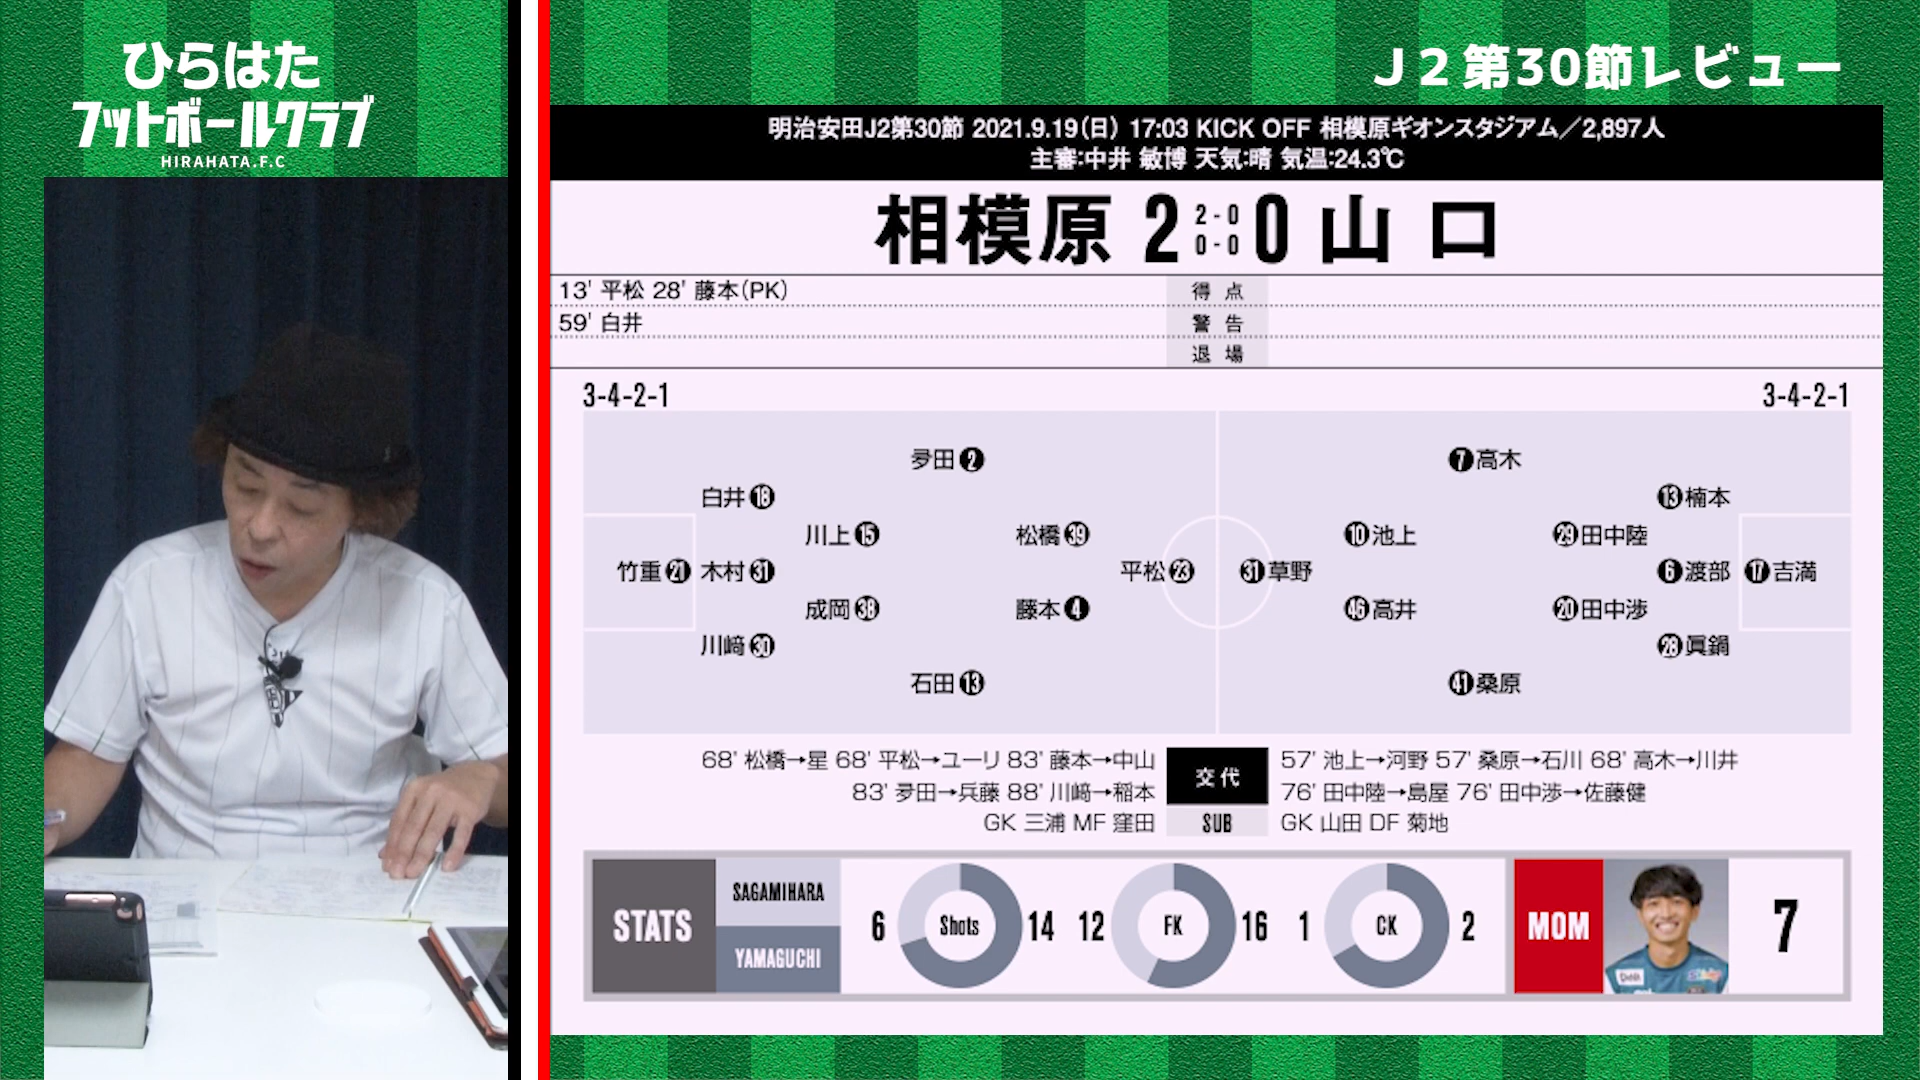 ひらはた
フットボールクラブ
HIRAHATA.F.C
J2第30節レビュー
明治安田J2第30節 2021.9.19(日) 17:03 KICK OFF 相模原ギオンスタジアム／2,897人
主審:中井 敏博 天気:晴 気温:24.3℃
相模原 2 2-0 0 山口
0-0
13' 平松 28' 藤本(PK) 得点
59' 白井 警告
退場
3-4-2-1 3-4-2-1
夛田 2 7 高木
白井 18 13 楠本
川上 15 松橋 39 10 池上 29 田中陸
竹重 21 木村 31 平松 23 31 草野 6 渡部 17 吉満
成岡 38 藤本 4 46 高井 20 田中渉
川﨑 30 28 眞鍋
石田 13 41 桑原
68' 松橋→星 68' 平松→ユーリ 83' 藤本→中山 交代 57' 池上→河野 57' 桑原→石川 68' 高木→川井
83' 夛田→兵藤 88' 川﨑→稲本 76' 田中陸→島屋 76' 田中渉→佐藤健
GK 三浦 MF 窪田 SUB GK 山田 DF 菊地
STATS SAGAMIHARA 6 Shots 14 12 FK 16 1 CK 2 MOM 7
YAMAGUCHI